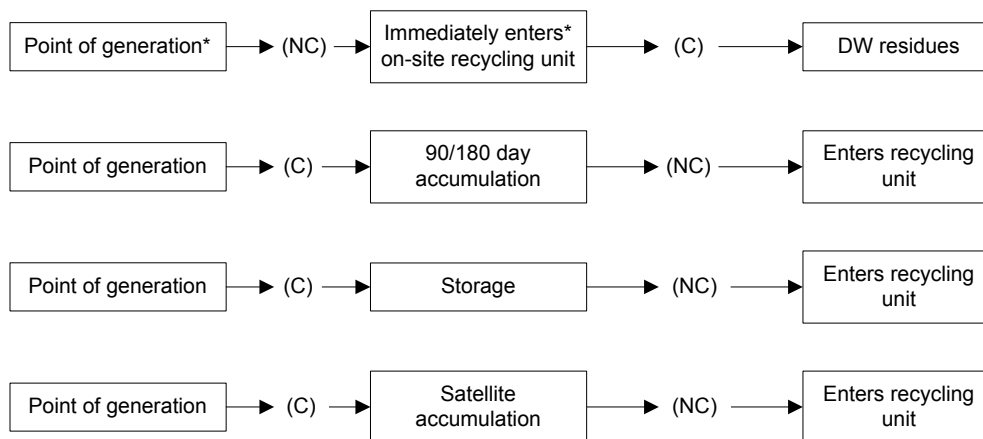 Point of generation* (NC) Immediately enters* on-site recycling unit (C) DW residues
Point of generation (C) 90/180 day accumulation (NC) Enters recycling unit
Point of generation (C) Storage (NC) Enters recycling unit
Point of generation (C) Satellite accumulation (NC) Enters recycling unit